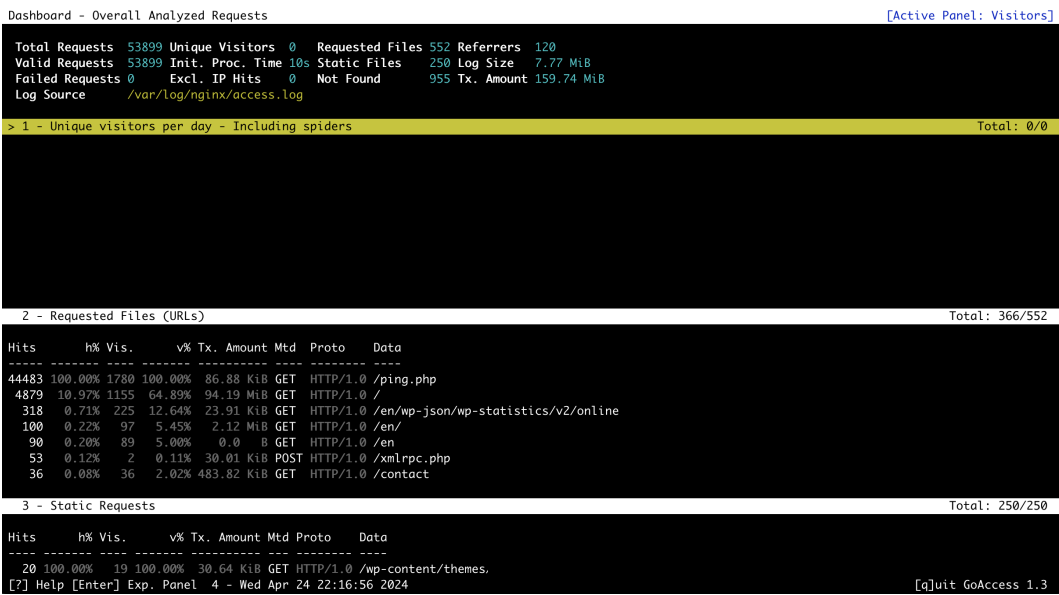 Dashboard - Overall Analyzed Requests [Active Panel: Visitors]
Total Requests 53899 Unique Visitors 0 Requested Files 552 Referrers 120
Valid Requests 53899 Init. Proc. Time 10s Static Files 250 Log Size 7.77 MiB
Failed Requests 0 Excl. IP Hits 0 Not Found 955 Tx. Amount 159.74 MiB
Log Source /var/log/nginx/access.log
> 1 - Unique visitors per day - Including spiders Total: 0/0
2 - Requested Files (URLs) Total: 366/552
Hits h% Vis. v% Tx. Amount Mtd Proto Data
----- ------- ---- ------- ---------- ---- -------- ----
44483 100.00% 1780 100.00% 86.88 KiB GET HTTP/1.0 /ping.php
4879 10.97% 1155 64.89% 94.19 MiB GET HTTP/1.0 /
318 0.71% 225 12.64% 23.91 KiB GET HTTP/1.0 /en/wp-json/wp-statistics/v2/online
100 0.22% 97 5.45% 2.12 MiB GET HTTP/1.0 /en/
90 0.20% 89 5.00% 0.0 B GET HTTP/1.0 /en
53 0.12% 2 0.11% 30.01 KiB POST HTTP/1.0 /xmlrpc.php
36 0.08% 36 2.02% 483.82 KiB GET HTTP/1.0 /contact
3 - Static Requests Total: 250/250
Hits h% Vis. v% Tx. Amount Mtd Proto Data
---- ------- ---- ------- ---------- --- -------- ----
20 100.00% 19 100.00% 30.64 KiB GET HTTP/1.0 /wp-content/themes.
[?] Help [Enter] Exp. Panel 4 - Wed Apr 24 22:16:56 2024 [q]uit GoAccess 1.3